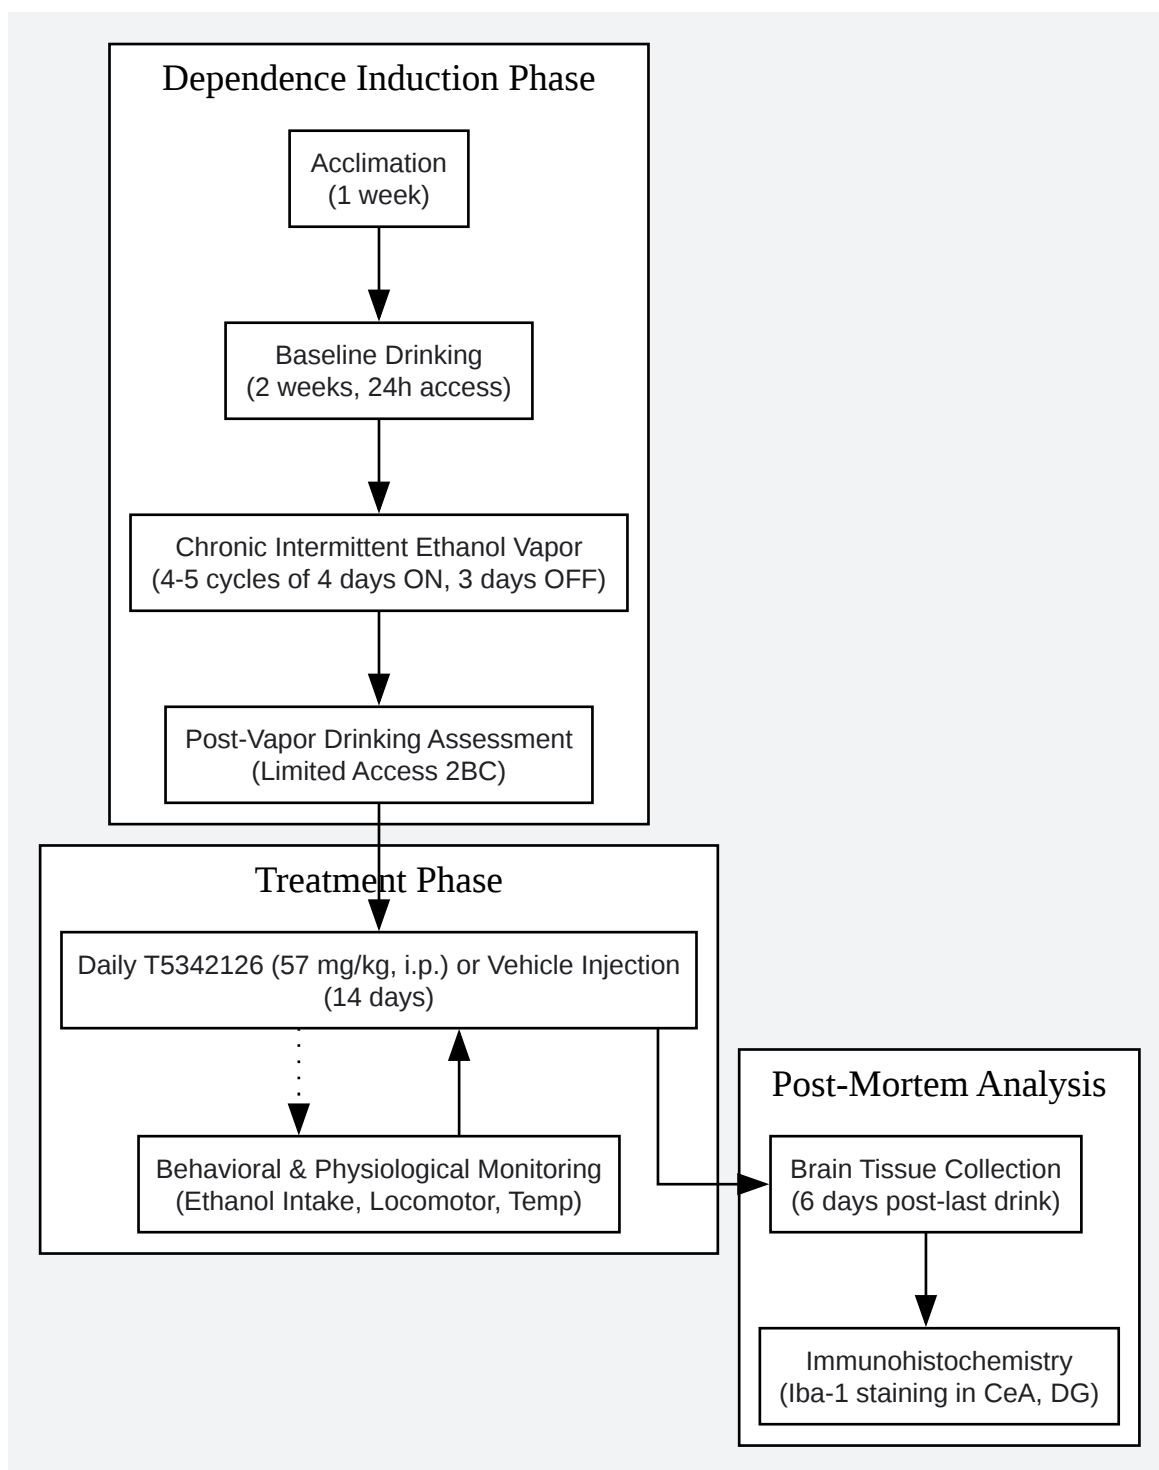 Dependence Induction Phase
Acclimation
(1 week)
Baseline Drinking
(2 weeks, 24h access)
Chronic Intermittent Ethanol Vapor
(4-5 cycles of 4 days ON, 3 days OFF)
Post-Vapor Drinking Assessment
(Limited Access 2BC)
Treatment Phase
Daily T5342126 (57 mg/kg, i.p.) or Vehicle Injection
(14 days)
Behavioral & Physiological Monitoring
(Ethanol Intake, Locomotor, Temp)
Post-Mortem Analysis
Brain Tissue Collection
(6 days post-last drink)
Immunohistochemistry
(Iba-1 staining in CeA, DG)